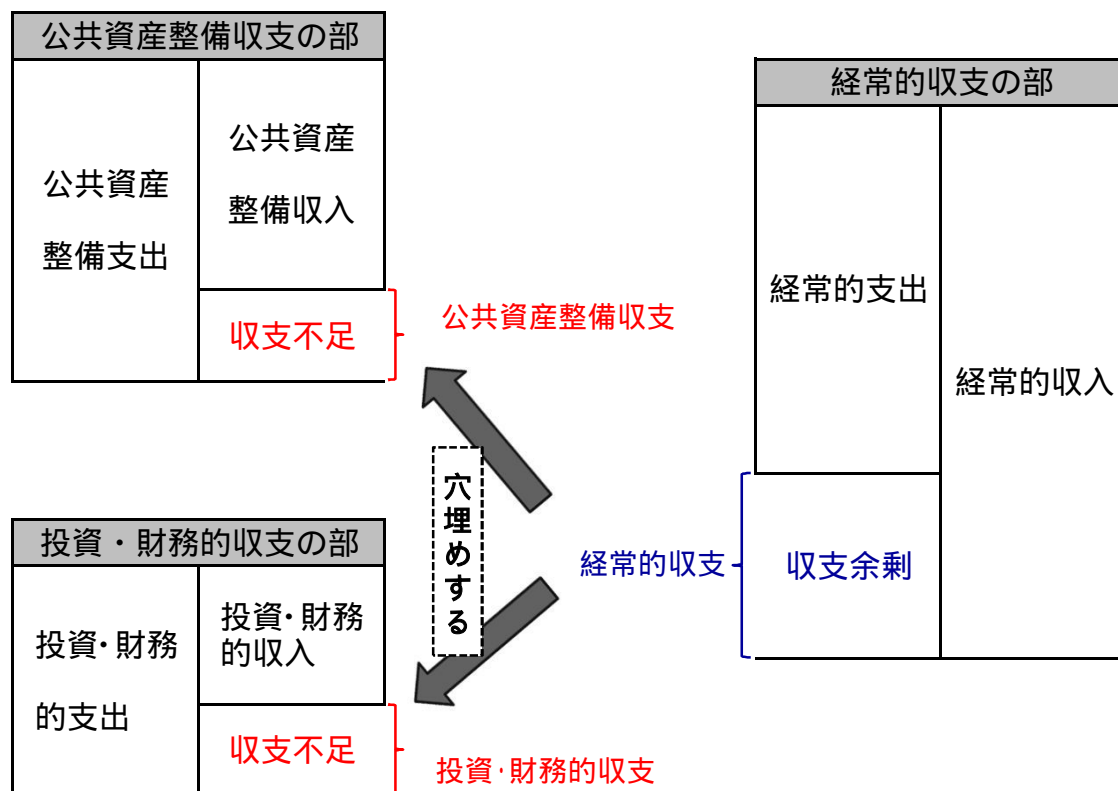 公共資産整備収支の部
公共資産
整備支出
公共資産
整備収入
収支不足
公共資産整備収支
経常的収支の部
経常的支出
経常的収入
収支余剰
経常的収支
穴埋めする
投資・財務的収支の部
投資・財務
的支出
投資・財務
的収入
収支不足
投資・財務的収支